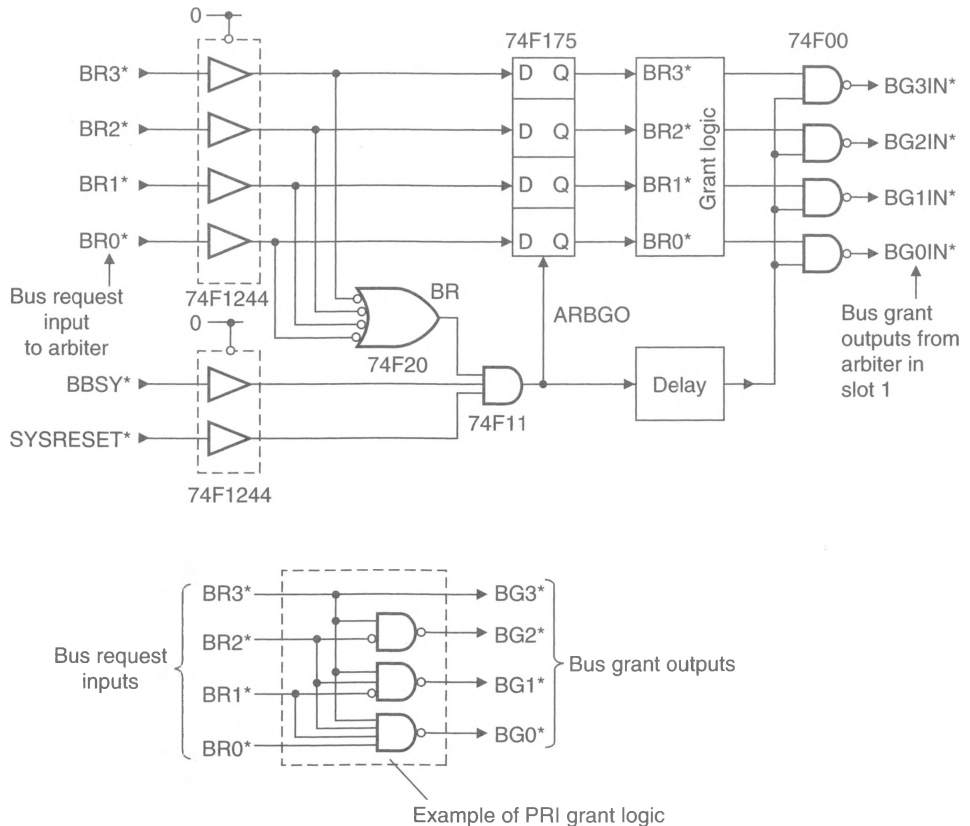 0
74F175
74F00
BR3*
D Q
BR3*
BG3IN*
BR2*
D Q
BR2*
BG2IN*
BR1*
D Q
BR1*
BG1IN*
BR0*
D Q
BR0*
BG0IN*
Grant logic
74F1244
Bus request
input
to arbiter
0
BR
74F20
ARBGO
Bus grant
outputs from
arbiter in
slot 1
BBSY*
Delay
74F11
SYSRESET*
74F1244
BR3*
BG3*
BR2*
BG2*
Bus request
inputs
Bus grant outputs
BR1*
BG1*
BR0*
BG0*
Example of PRI grant logic